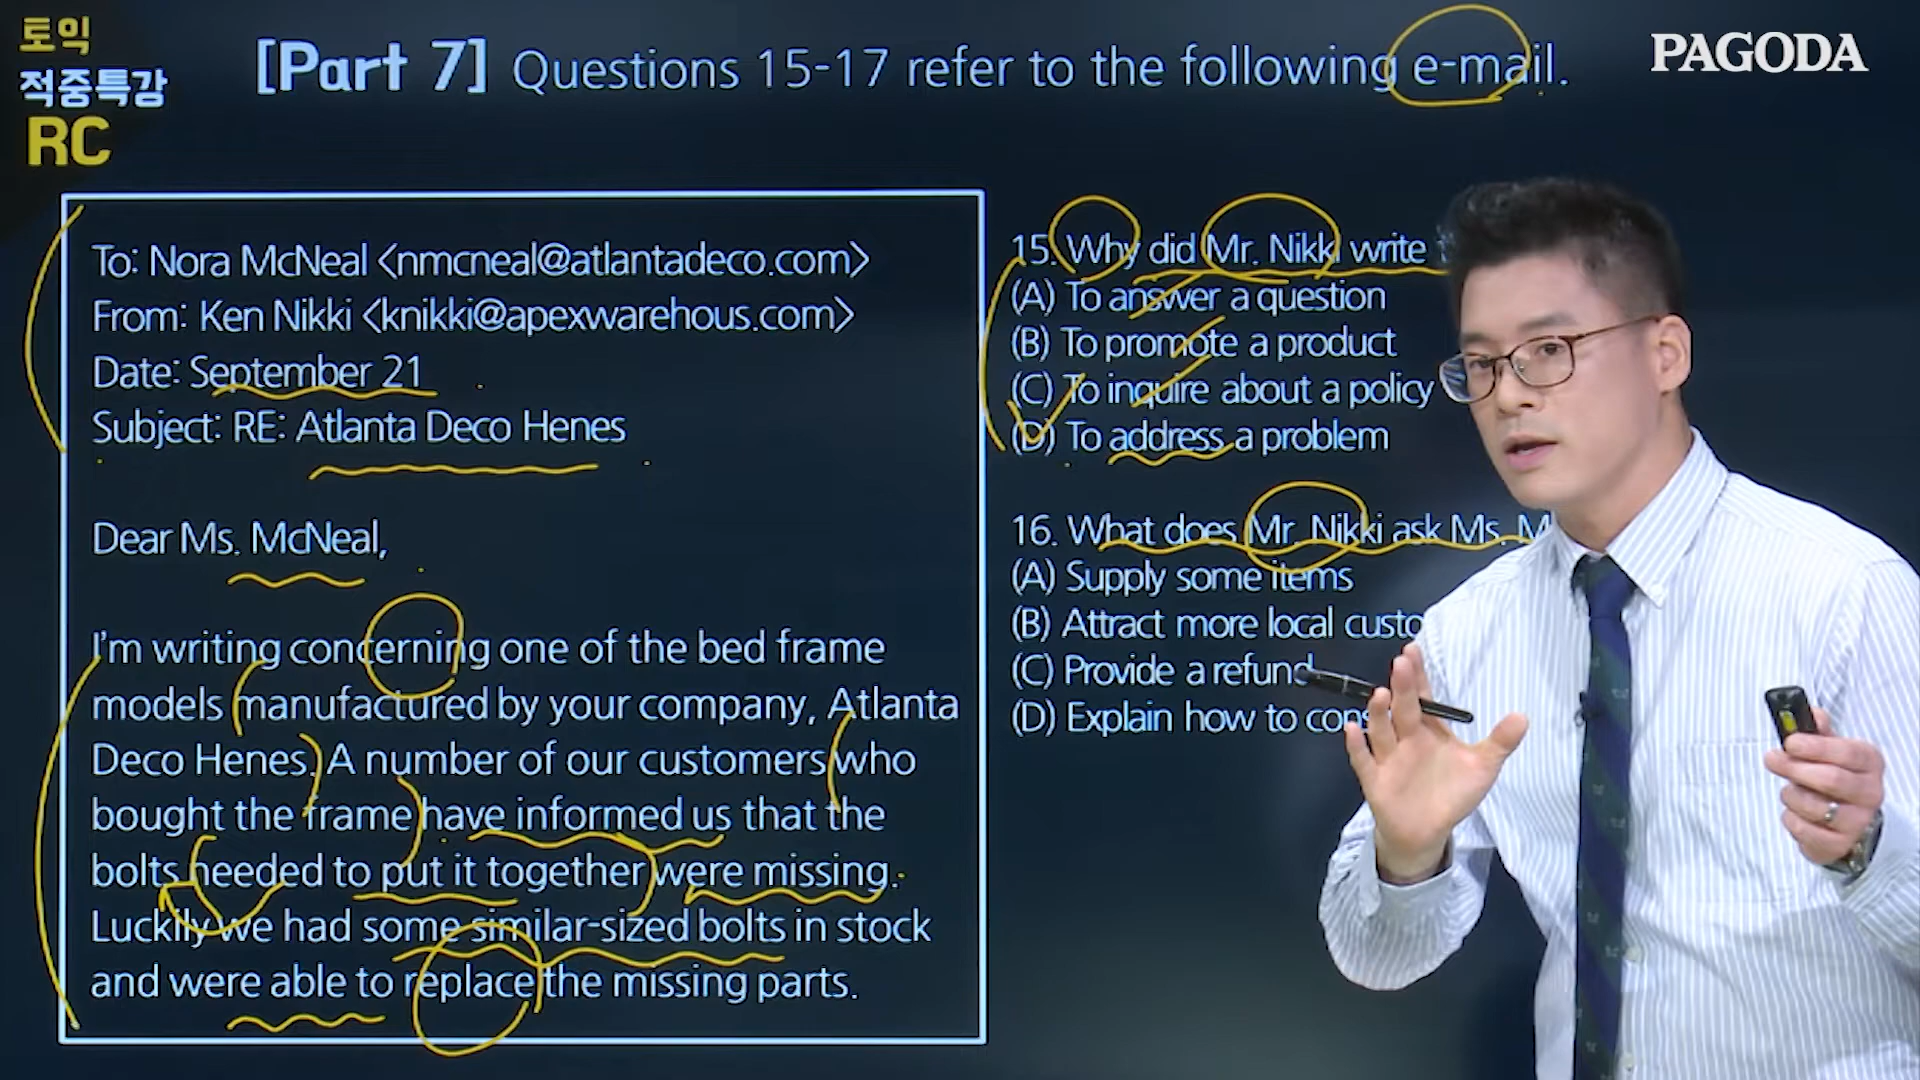 토익
적중특강
RC
[Part 7] Questions 15-17 refer to the following e-mail.
PAGODA
To: Nora McNeal <nmcneal@atlantadeco.com>
From: Ken Nikki <knikki@apexwarehous.com>
Date: September 21
Subject: RE: Atlanta Deco Henes
Dear Ms. McNeal,
I'm writing concerning one of the bed frame
models manufactured by your company, Atlanta
Deco Henes. A number of our customers who
bought the frame have informed us that the
bolts needed to put it together were missing.
Luckily we had some similar-sized bolts in stock
and were able to replace the missing parts.
15. Why did Mr. Nikki write
(A) To answer a question
(B) To promote a product
(C) To inquire about a policy
(D) To address a problem
16. What does Mr. Nikki ask Ms.
(A) Supply some items
(B) Attract more local
(C) Provide a refund
(D) Explain how to